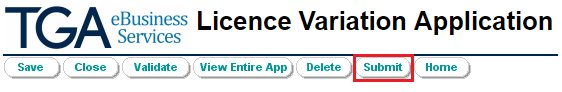 TGA eBusiness Services Licence Variation Application
Save Close Validate View Entire App Delete Submit Home